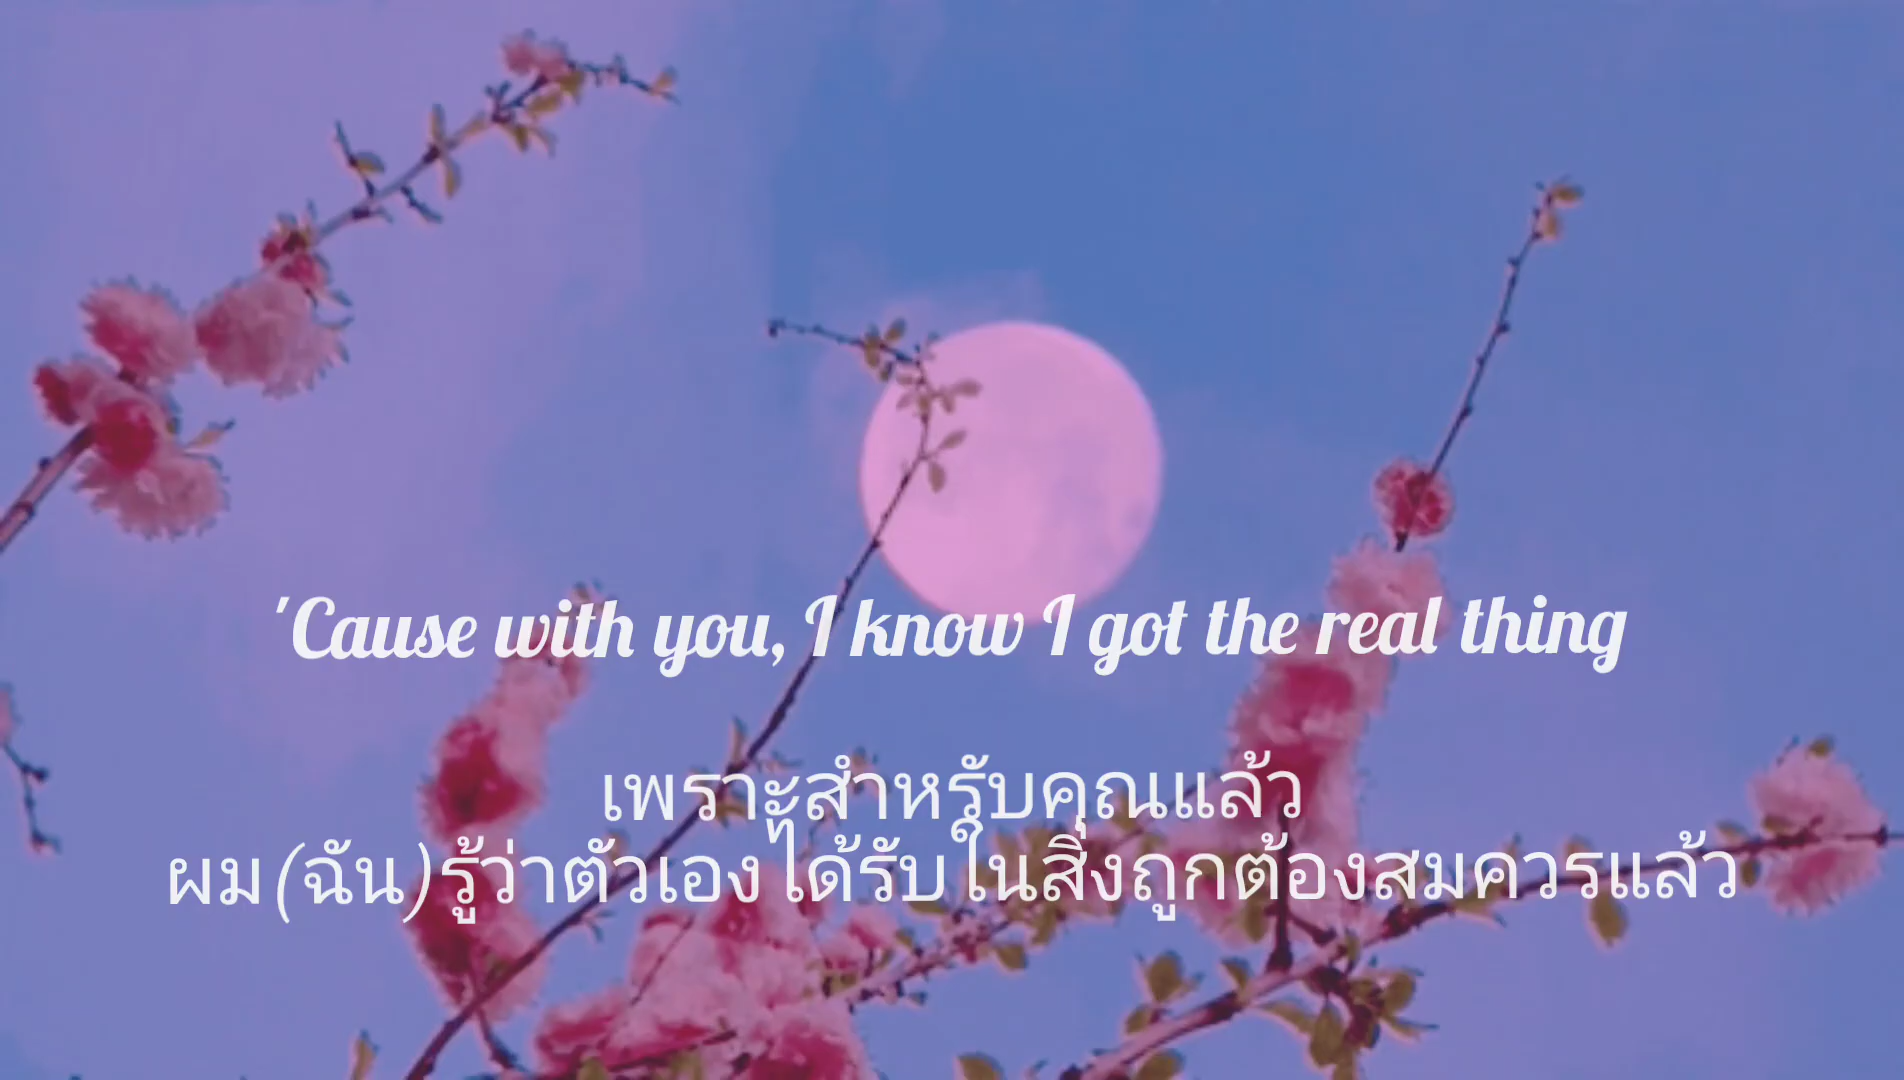 'Cause with you, I know I got the real thing
เพราะสำหรับคุณแล้ว
ผม(ฉัน)รู้ว่าตัวเองได้รับในสิ่งถูกต้องสมควรแล้ว